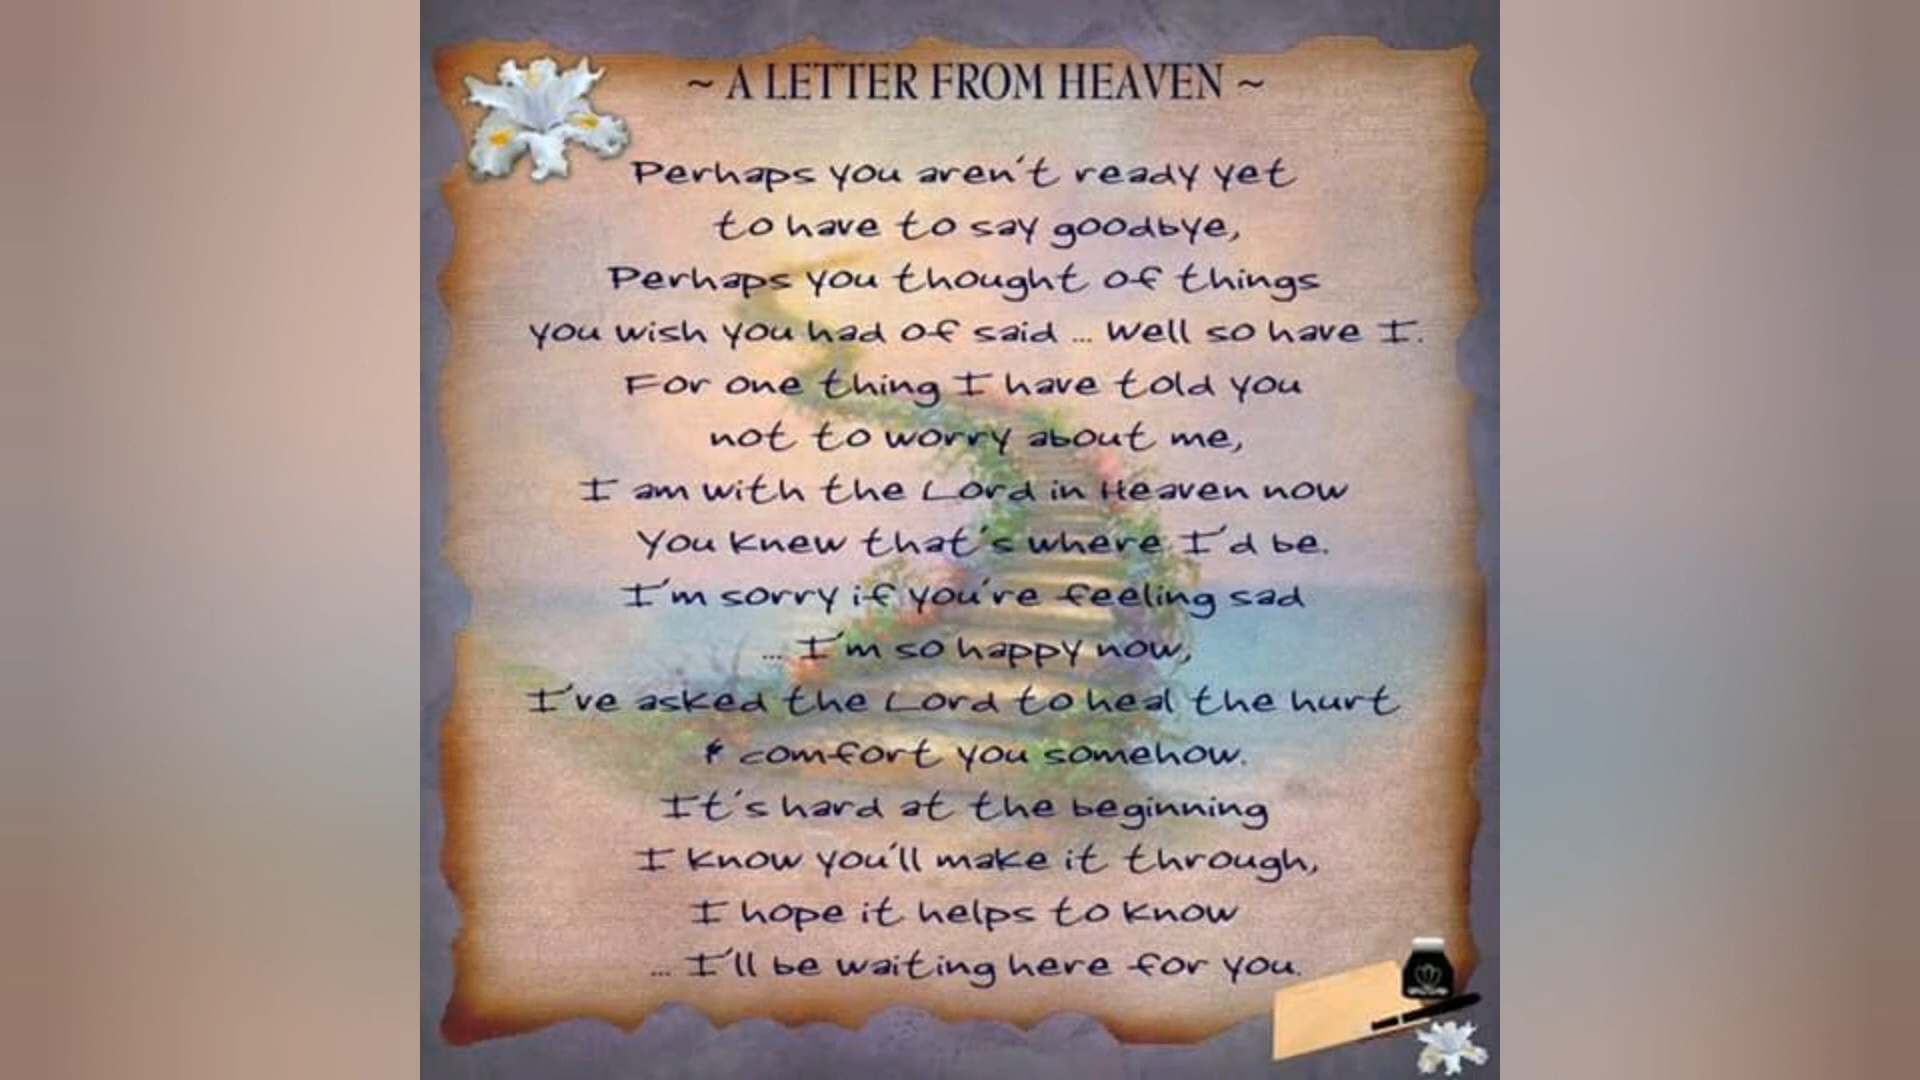 ~ A LETTER FROM HEAVEN ~
Perhaps you aren't ready yet
to have to say goodbye,
Perhaps you thought of things
you wish you had of said ... Well so have I.
For one thing I have told you
not to worry about me,
I am with the Lord in Heaven now
You knew that's where I'd be.
I'm sorry if you're feeling sad
... I'm so happy now,
I've asked the Lord to heal the hurt
& comfort you somehow.
It's hard at the beginning
I know you'll make it through,
I hope it helps to know
... I'll be waiting here for you.